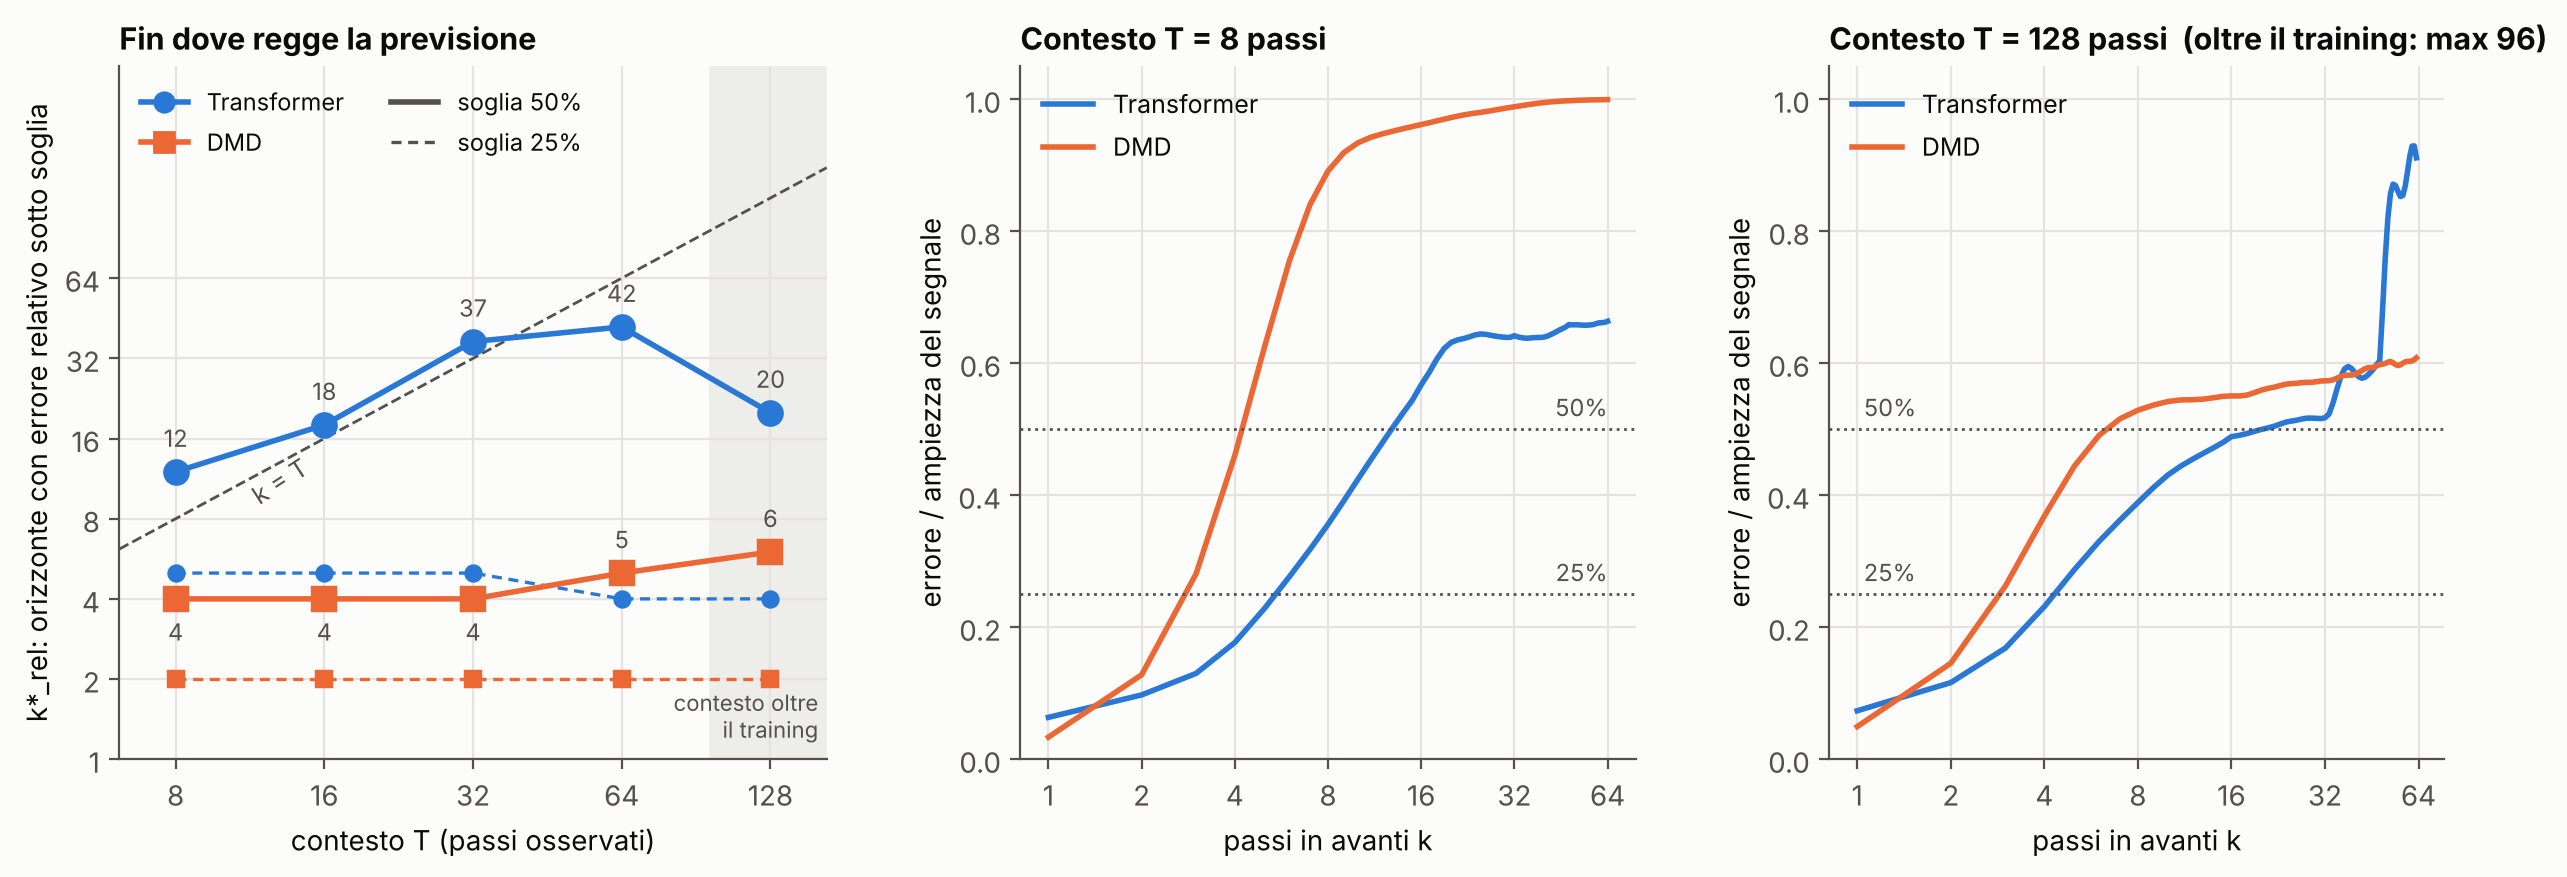 Fin dove regge la previsione
Transformer
DMD
soglia 50%
soglia 25%
k*_rel: orizzonte con errore relativo sotto soglia
64
32
16
8
4
2
1
12
18
37
42
20
k = T
4
4
4
5
6
contesto oltre
il training
8
16
32
64
128
contesto T (passi osservati)
Contesto T = 8 passi
Transformer
DMD
errore / ampiezza del segnale
1.0
0.8
0.6
0.4
0.2
0.0
50%
25%
1
2
4
8
16
32
64
passi in avanti k
Contesto T = 128 passi (oltre il training: max 96)
Transformer
DMD
errore / ampiezza del segnale
1.0
0.8
0.6
0.4
0.2
0.0
50%
25%
1
2
4
8
16
32
64
passi in avanti k